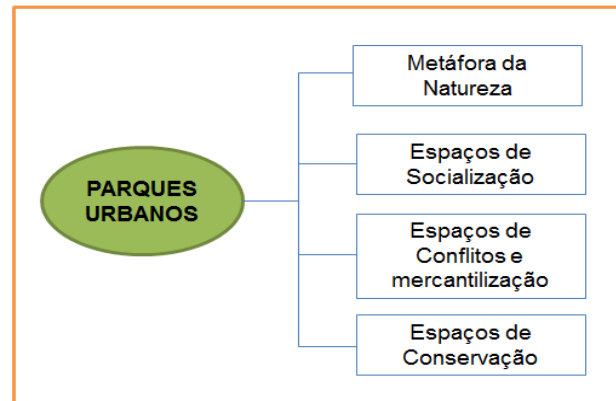 PARQUES
URBANOS
Metáfora da
Natureza
Espaços de
Socialização
Espaços de
Conflitos e
mercantilização
Espaços de
Conservação